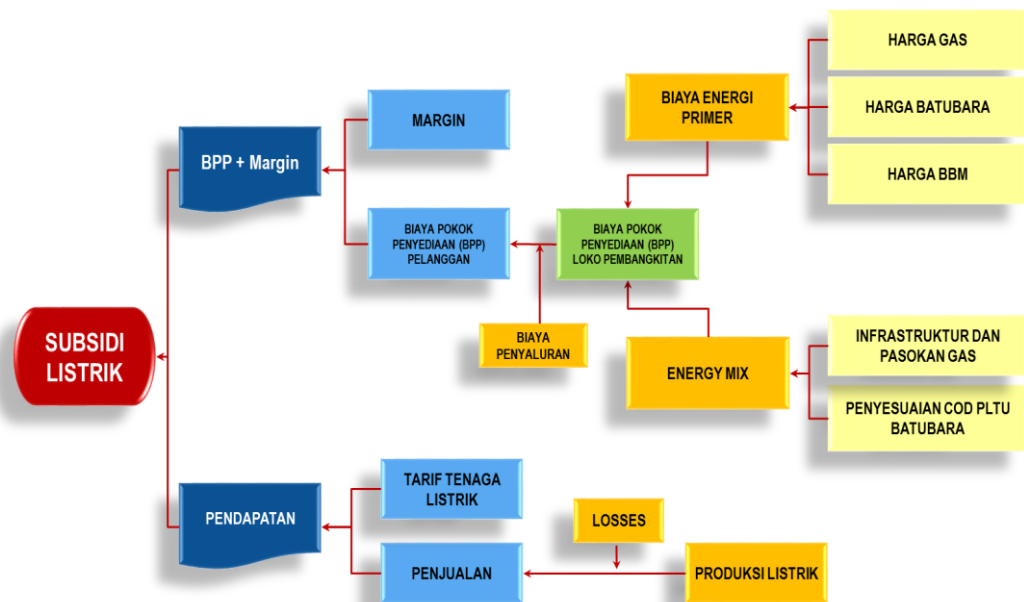 HARGA GAS
BIAYA ENERGI
PRIMER
HARGA BATUBARA
MARGIN
BPP + Margin
HARGA BBM
BIAYA POKOK
PENYEDIAAN (BPP)
PELANGGAN
BIAYA POKOK
PENYEDIAAN (BPP)
LOKO PEMBANGKITAN
SUBSIDI
LISTRIK
BIAYA
PENYALURAN
ENERGY MIX
INFRASTRUKTUR DAN
PASOKAN GAS
PENYESUAIAN COD PLTU
BATUBARA
TARIF TENAGA
LISTRIK
PENDAPATAN
LOSSES
PENJUALAN
PRODUKSI LISTRIK